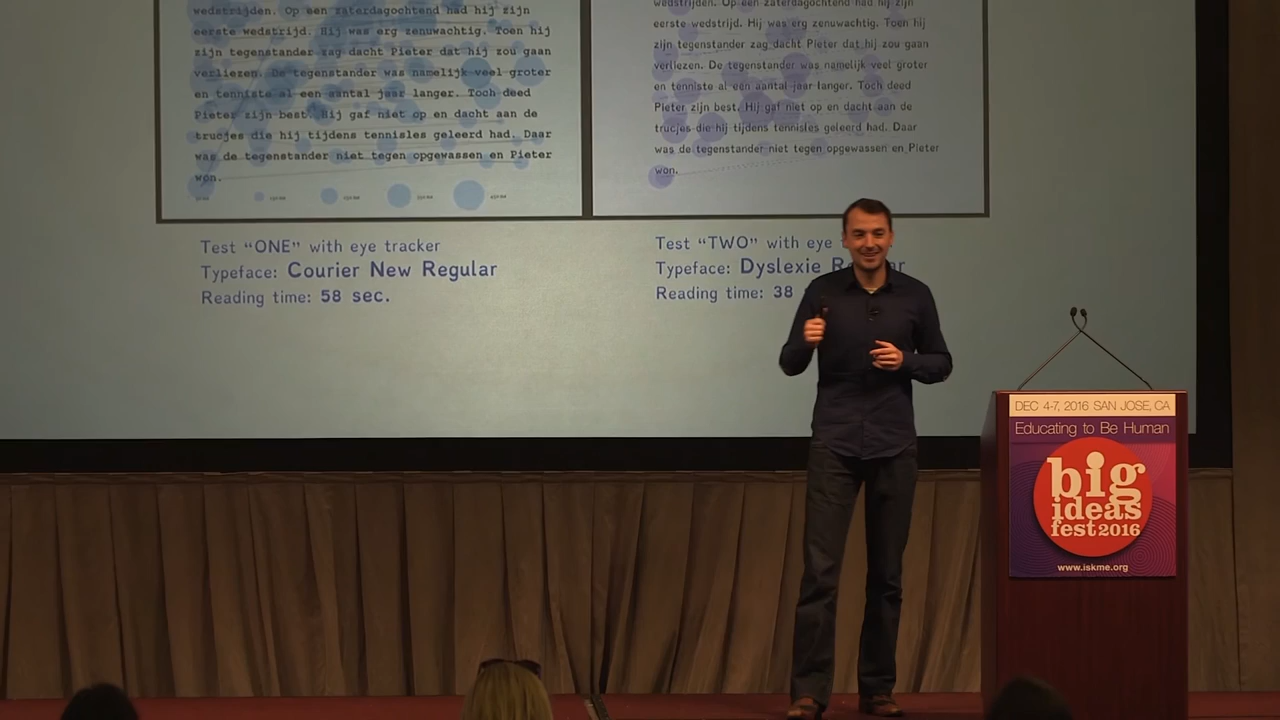 wedstrijden. Op een zaterdagochtend had hij zijn
eerste wedstrijd. Hij was erg zenuwachtig. Toen hij
zijn tegenstander zag dacht Pieter dat hij zou gaan
verliezen. De tegenstander was namelijk veel groter
en tenniste al een aantal jaar langer. Toch deed
Pieter zijn best. Hij gaf niet op en dacht aan de
trucjes die hij tijdens tennisles geleerd had. Daar
was de tegenstander niet tegen opgewassen en Pieter
won.
Test “ONE” with eye tracker
Typeface: Courier New Regular
Reading time: 58 sec.
wedstrijden. Op een zaterdagochtend had hij zijn
eerste wedstrijd. Hij was erg zenuwachtig. Toen hij
zijn tegenstander zag dacht Pieter dat hij zou gaan
verliezen. De tegenstander was namelijk veel groter
en tenniste al een aantal jaar langer. Toch deed
Pieter zijn best. Hij gaf niet op en dacht aan de
trucjes die hij tijdens tennisles geleerd had. Daar
was de tegenstander niet tegen opgewassen en Pieter
won.
Test “TWO” with eye
Typeface: Dyslexie
Reading time: 38
DEC 4-7, 2016 SAN JOSE, CA
Educating to Be Human
big
ideas
fest 2016
www.iskme.org